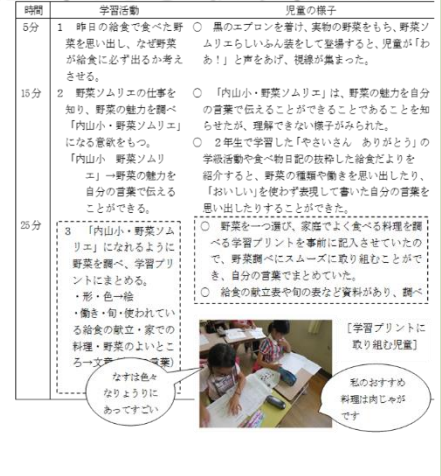 時間
学習活動
児童の様子
5分
1 昨日の給食で食べた野
菜を思い出し、なぜ野菜
が給食に必ず出るか考え
させる。
○ 黒のエプロンを着け、実物の野菜をもち、野菜ソ
ムリエらしいふん装をして登場すると、児童が「わ
あ！」と声をあげ、視線が集まった。
15分
2 野菜ソムリエの仕事を
知り、野菜の魅力を調べ
「内山小・野菜ソムリエ」
になる意欲をもつ。
「内山小 野菜ソムリ
エ」→野菜の魅力を
自分の言葉で伝える
ことができる。
○ 「内山小・野菜ソムリエ」は、野菜の魅力を自分
の言葉で伝えることができることであることを知
らせたが、理解できない様子がみられた。
○ 2年生で学習した「やさいさん ありがとう」の
学級活動や食べ物日記の抜粋した給食だよりを
紹介すると、野菜の種類や働きを思い出したり、
「おいしい」を使わず表現して書いた自分の言葉を
思い出したりすることができた。
25分
3 「内山小・野菜ソム
リエ」になれるように
野菜を調べ、学習プリ
ントにまとめる。
・形・色→絵
・働き・旬・使われてい
る給食の献立・家での
料理・野菜のよいとこ
ろ→文
言葉)
○ 野菜を一つ選び、家庭でよく食べる料理を調
べる学習プリントを事前に記入させていたの
で、野菜調べにスムーズに取り組むことがで
き、自分の言葉でまとめていた。
○ 給食の献立表や旬の表など資料があり、調べ
[学習プリントに
取り組む児童]
なすは色々
なりょうりに
あってすごい
私のおすすめ
料理は肉じゃが
です